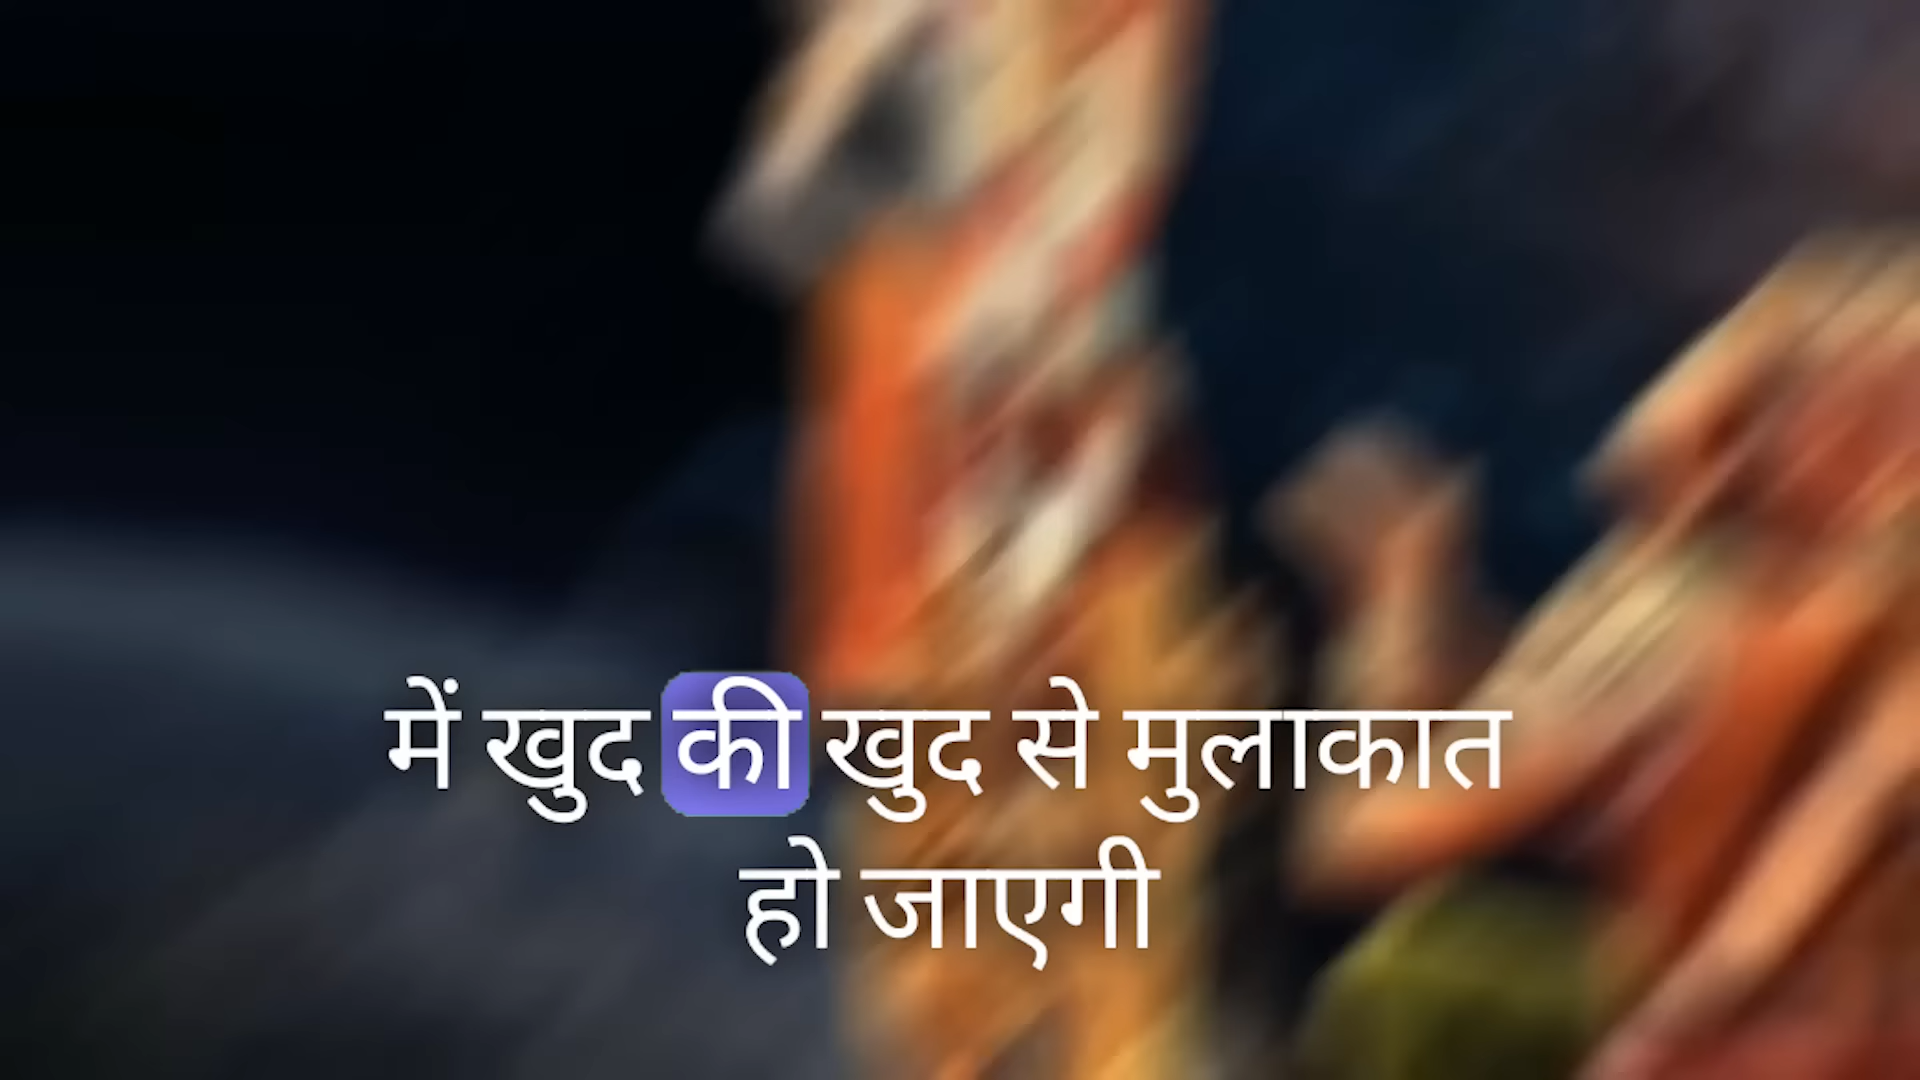 में खुद की खुद से मुलाकात
हो जाएगी